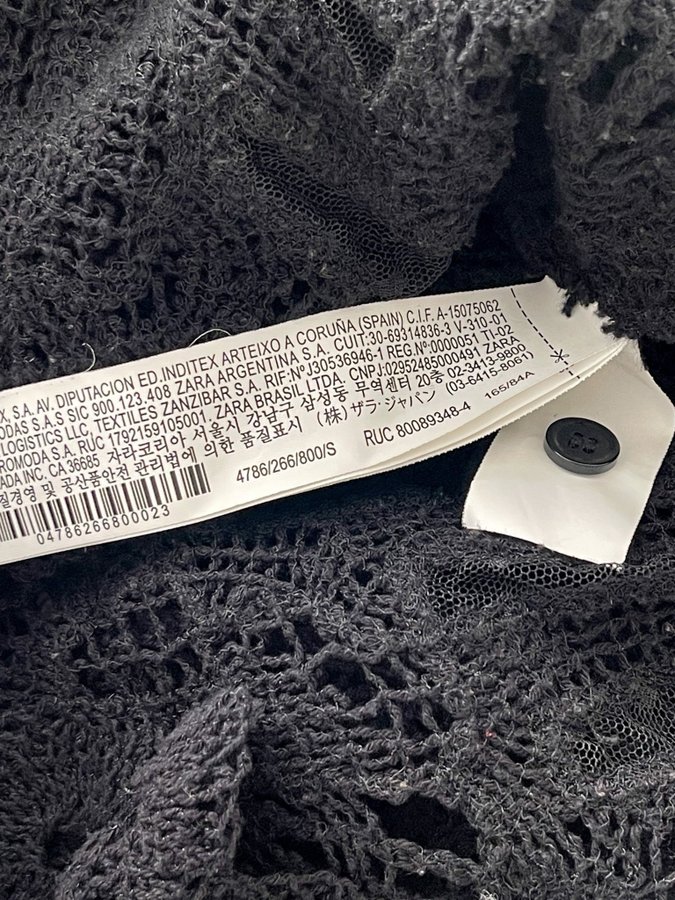 X, S.A. AV. DIPUTACION ED. INDITEX ARTEIXO A CORUÑA (SPAIN) C.I.F. A-15075062
ODAS S.A.S SIC 900.123.408 ZARA ARGENTINA S.A. CUIT:30-69314836-3 V-310-01
LOGISTICS LLC, TEXTILES ZANZIBAR S.A. RIF:Nº J30536946-1 REG.Nº:0000051 TI-02
ROMODA S.A. RUC 1792159105001. ZARA BRASIL LTDA. CNPJ:02952485000491 ZARA
ADA INC. CA 36685 자라코리아 서울시 강남구 삼성동 무역센터 20층 02-3413-9800
질경영 및 공산품안전 관리법에 의한 품질표시 (株) ザラ・ジャパン (03-6415-8061)
04786266800023
4786/266/800/S
RUC 80089348-4
165/84A